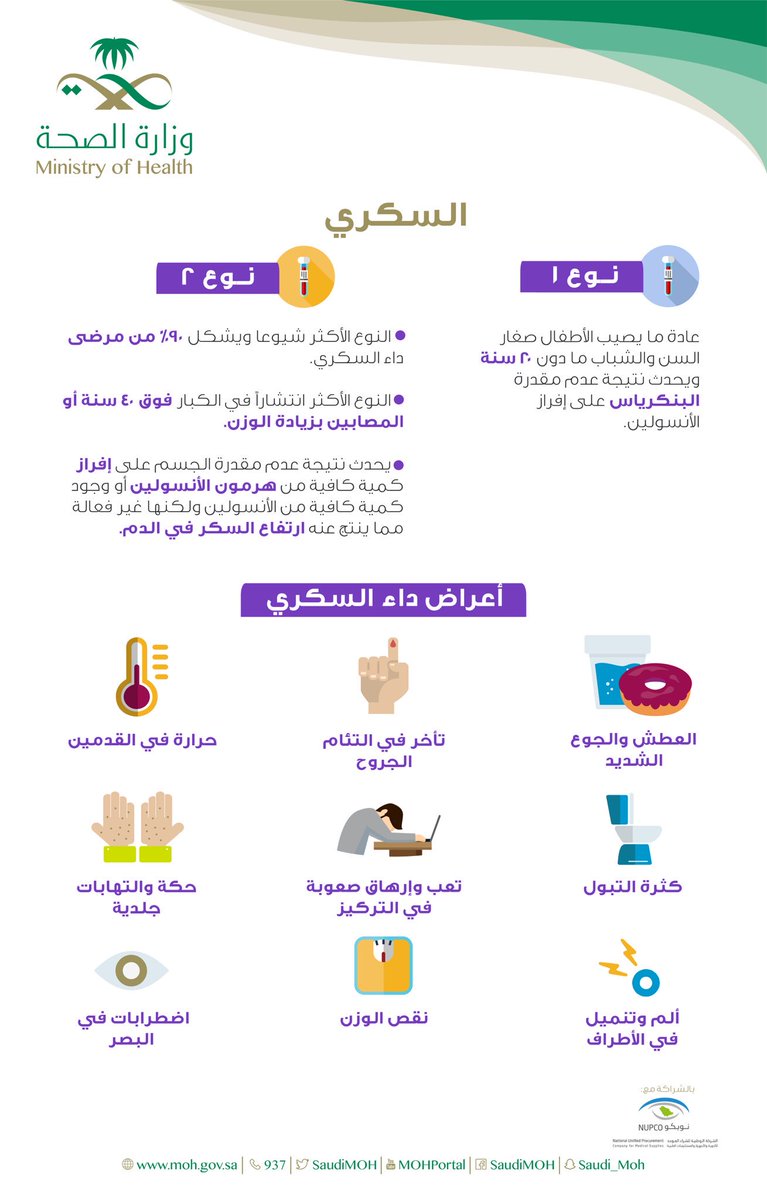 وزارة الصحة
Ministry of Health
السكري
نوع ١
عادة ما يصيب الأطفال صغار
السن والشباب ما دون ٢٠ سنة
ويحدث نتيجة عدم مقدرة
البنكرياس على إفراز
الأنسولين.
نوع ٢
النوع الأكثر شيوعا ويشكل ٩٠٪ من مرضى
داء السكري.
النوع الأكثر انتشاراً في الكبار فوق ٤٠ سنة أو
المصابين بزيادة الوزن.
يحدث نتيجة عدم مقدرة الجسم على إفراز
كمية كافية من هرمون الأنسولين أو وجود
كمية كافية من الأنسولين ولكنها غير فعالة
مما ينتج عنه ارتفاع السكر في الدم.
أعراض داء السكري
العطش والجوع
الشديد
تأخر في التئام
الجروح
حرارة في القدمين
كثرة التبول
تعب وإرهاق صعوبة
في التركيز
حكة والتهابات
جلدية
ألم وتنميل
في الأطراف
نقص الوزن
اضطرابات في
البصر
بالشراكة مع:
NUPCO نوبكو
الشركة الوطنية للشراء الموحد
National Unified Procurement
Company for Medical Supplies
www.moh.gov.sa | 937 | SaudiMOH | MOHPortal | SaudiMOH | Saudi_Moh